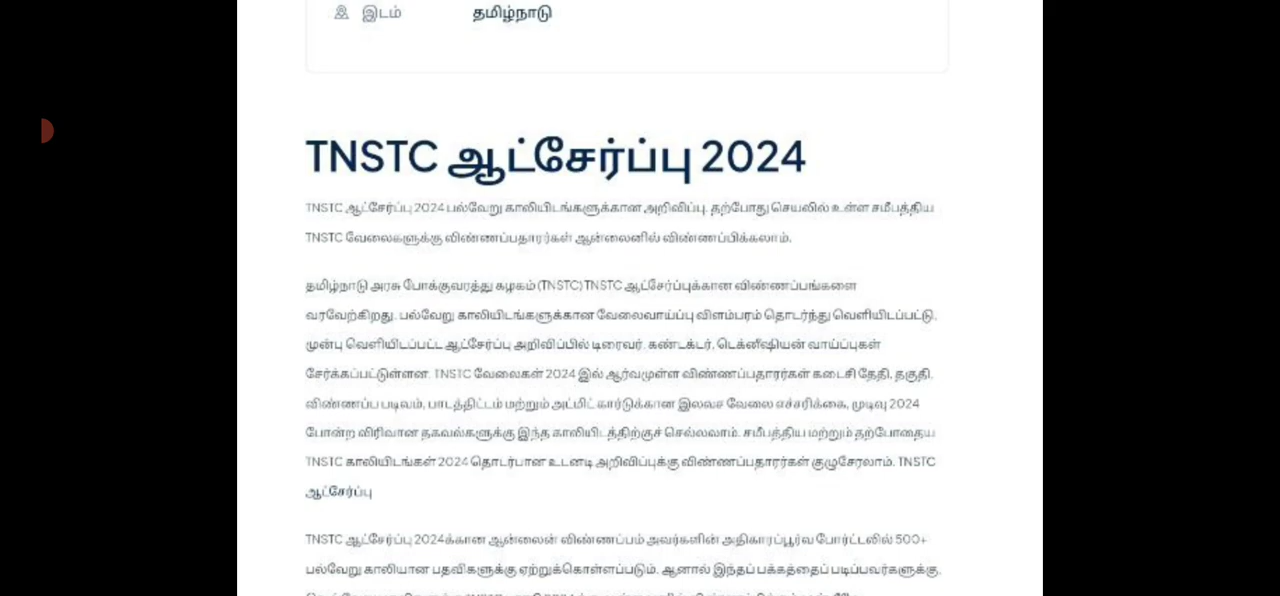 இடம் தமிழ்நாடு
TNSTC ஆட்சேர்ப்பு 2024
TNSTC ஆட்சேர்ப்பு 2024 பல்வேறு காலியிடங்களுக்கான அறிவிப்பு. தற்போது செயலில் உள்ள சமீபத்திய
TNSTC வேலைகளுக்கு விண்ணப்பதாரர்கள் ஆன்லைனில் விண்ணப்பிக்கலாம்.
தமிழ்நாடு அரசு போக்குவரத்து கழகம் (TNSTC) TNSTC ஆட்சேர்ப்புக்கான விண்ணப்பங்களை
வரவேற்கிறது. பல்வேறு காலியிடங்களுக்கான வேலைவாய்ப்பு விளம்பரம் தொடர்ந்து வெளியிடப்பட்டு,
முன்பு வெளியிடப்பட்ட ஆட்சேர்ப்பு அறிவிப்பில் டிரைவர், கண்டக்டர், டெக்னீஷியன் வாய்ப்புகள்
சேர்க்கப்பட்டுள்ளன. TNSTC வேலைகள் 2024 இல் ஆர்வமுள்ள விண்ணப்பதாரர்கள் கடைசி தேதி, தகுதி,
விண்ணப்ப படிவம், பாடத்திட்டம் மற்றும் அட்மிட் கார்டுக்கான இலவச வேலை எச்சரிக்கை, முடிவு 2024
போன்ற விரிவான தகவல்களுக்கு இந்த காலியிடத்திற்குச் செல்லலாம். சமீபத்திய மற்றும் தற்போதைய
TNSTC காலியிடங்கள் 2024 தொடர்பான உடனடி அறிவிப்புக்கு விண்ணப்பதாரர்கள் குழுசேரலாம். TNSTC
ஆட்சேர்ப்பு
TNSTC ஆட்சேர்ப்பு 2024க்கான ஆன்லைன் விண்ணப்பம் அவர்களின் அதிகாரப்பூர்வ போர்ட்டலில் 500+
பல்வேறு காலியான பதவிகளுக்கு ஏற்றுக்கொள்ளப்படும். ஆனால் இந்தப் பக்கத்தைப் படிப்பவர்களுக்கு,